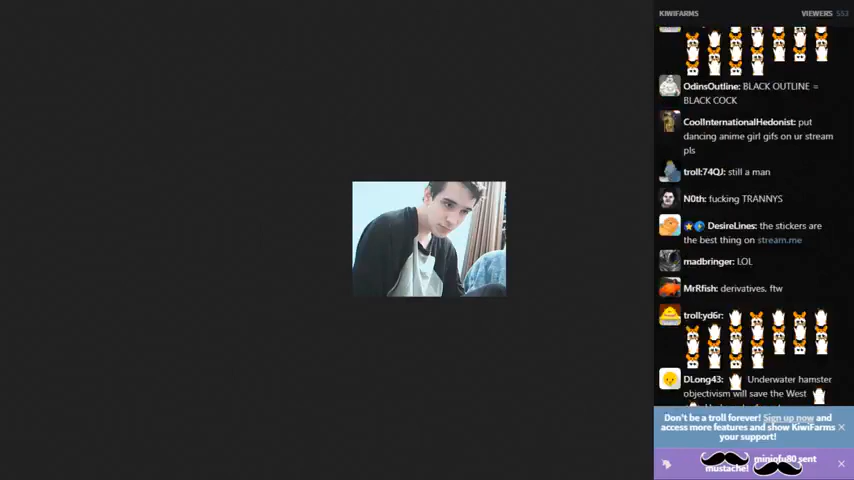 KIWIFARMS
VIEWERS 553
OdinsOutline: BLACK OUTLINE =
BLACK COCK
CoolInternationalHedonist: put
dancing anime girl gifs on ur stream
pls
troll:74QJ: still a man
N0th: fucking TRANNYS
DesireLines: the stickers are
the best thing on stream.me
madbringer: LOL
MrRfish: derivatives, ftw
troll:yd6r:
DLong43: Underwater hamster
objectivism will save the West
Don't be a troll forever! Sign up now and
access more features and show KiwiFarms
your support!
miniofu80 sent
mustache!